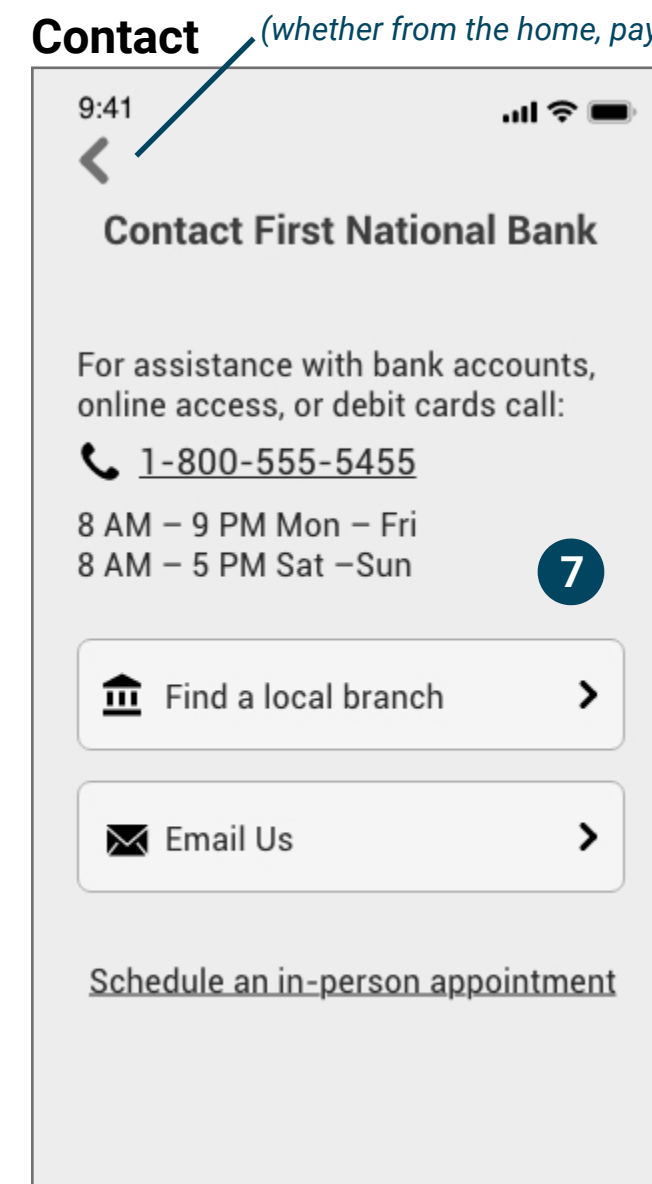 Contact
(whether from the home, pay
9:41
Contact First National Bank
For assistance with bank accounts,
online access, or debit cards call:
1-800-555-5455
8 AM – 9 PM Mon – Fri
8 AM – 5 PM Sat –Sun
7
Find a local branch
Email Us
Schedule an in-person appointment